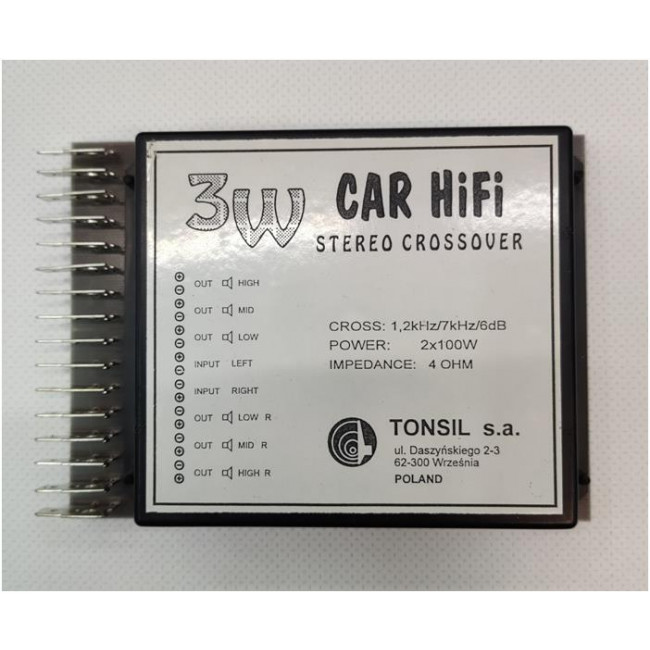 3W CAR HiFi
STEREO CROSSOVER
OUT HIGH
OUT MID
OUT LOW
INPUT LEFT
INPUT RIGHT
OUT LOW R
OUT MID R
OUT HIGH R
CROSS: 1,2kHz/7kHz/6dB
POWER: 2x100W
IMPEDANCE: 4 OHM
TONSIL s.a.
ul. Daszyńskiego 2-3
62-300 Września
POLAND